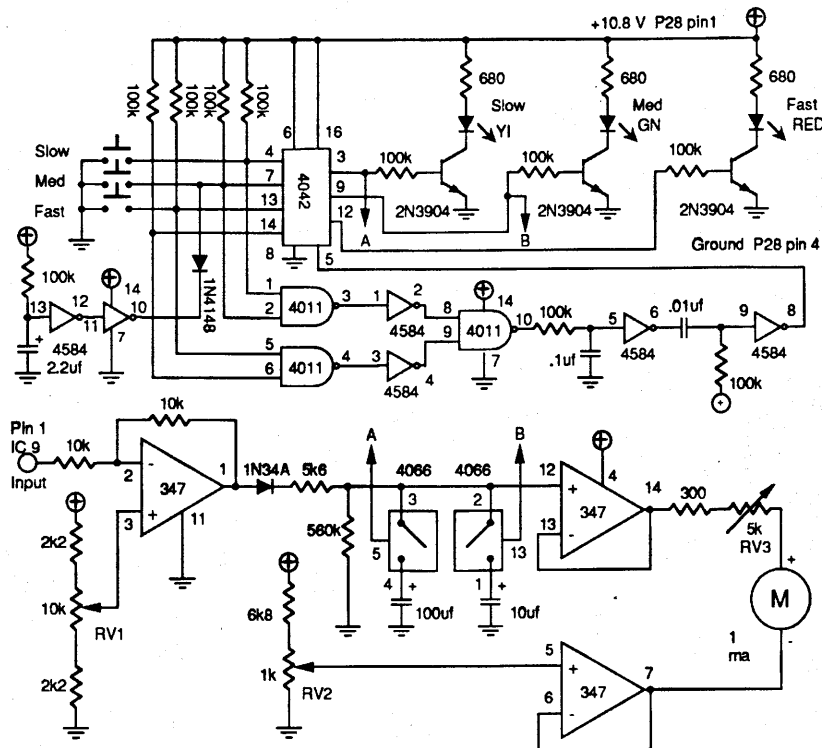 +10.8 V P28 pin1
100k
100k
100k
100k
680
680
680
Slow
YI
Med
GN
Fast
RED
6
16
Slow
Med
Fast
4
7
13
14
4042
3
9
12
8
5
100k
100k
100k
2N3904
2N3904
2N3904
A
B
Ground P28 pin 4
100k
13
12
11
14
10
7
4584
+
2.2uf
1N4148
1
2
4011
3
1
2
4584
5
6
4011
4
3
4
4584
8
9
4011
14
10
7
100k
.1uf
5
6
4584
.01uf
9
8
4584
100k
Pin 1
IC 9
Input
10k
10k
2
-
347
1
3
+
11
1N34A
5k6
560k
A
B
4066
4066
3
5
4
+
100uf
2
13
1
+
10uf
12
+
347
4
14
13
-
300
5k
RV3
+
M
-
1
ma
2k2
10k
RV1
2k2
6k8
1k
RV2
5
+
347
7
6
-